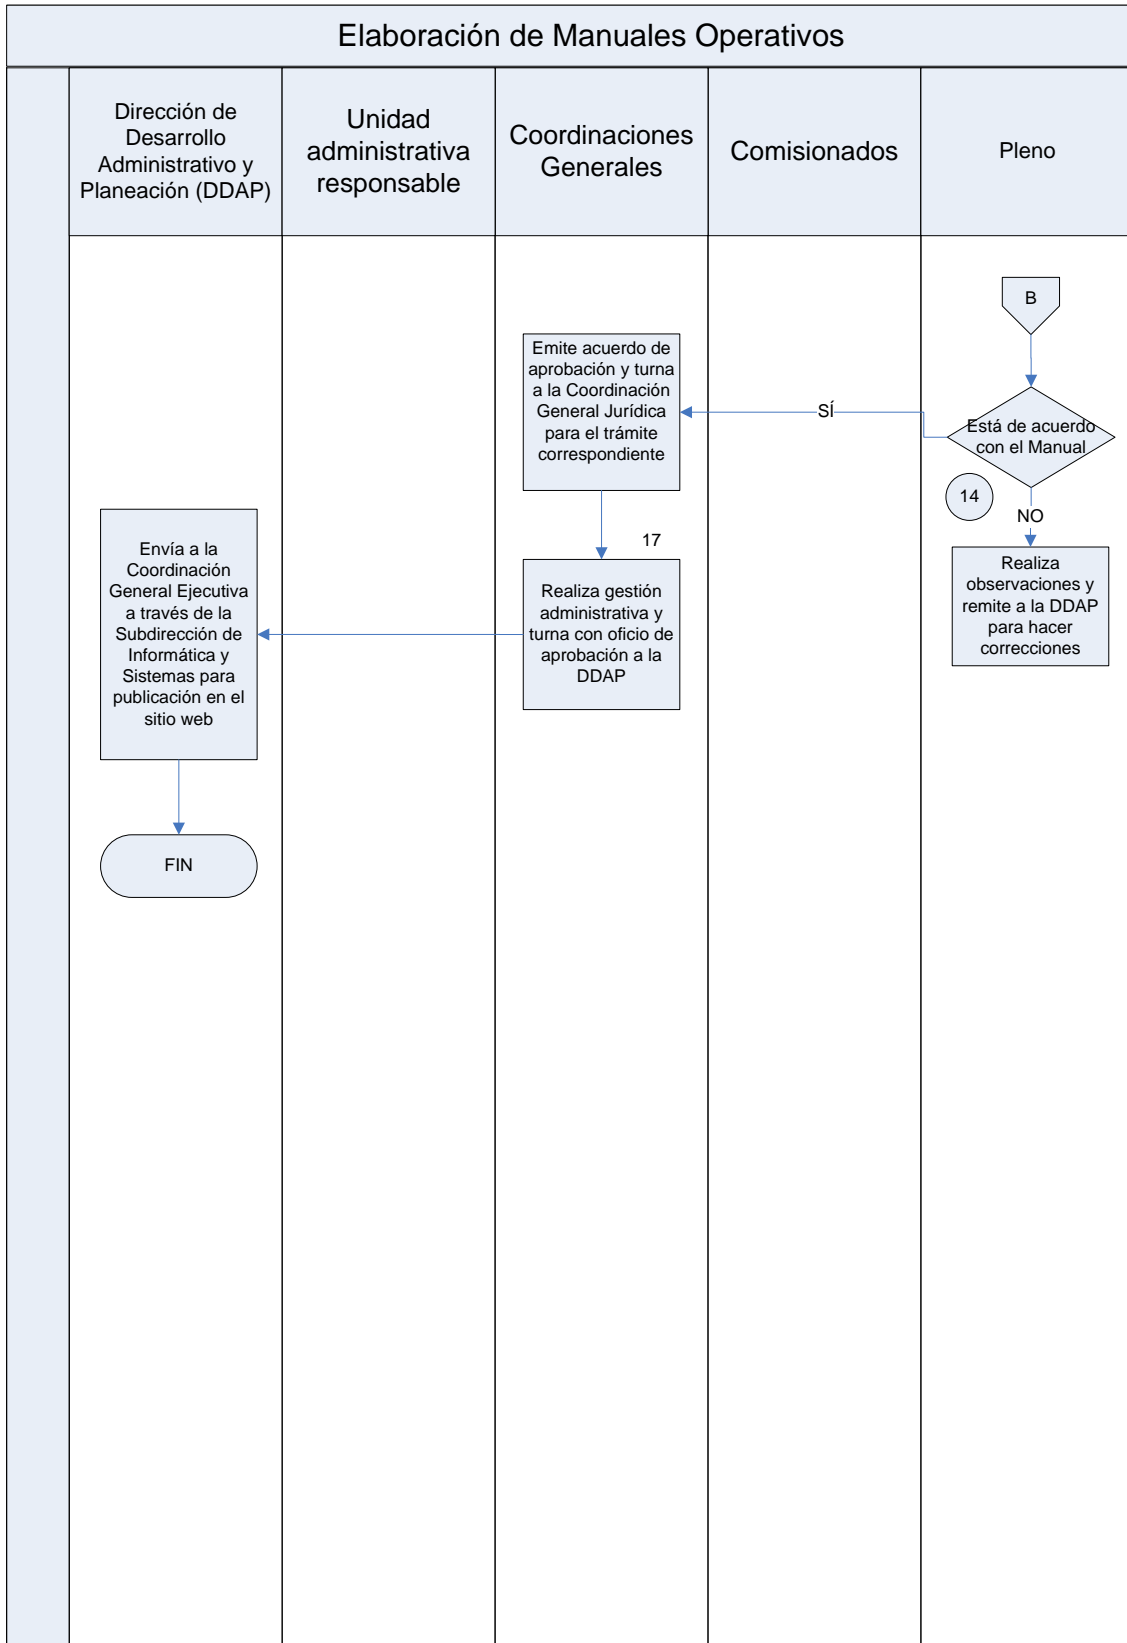 Elaboración de Manuales Operativos
Dirección de
Desarrollo
Administrativo y
Planeación (DDAP)
Unidad
administrativa
responsable
Coordinaciones
Generales
Comisionados
Pleno
B
Emite acuerdo de
aprobación y turna
a la Coordinación
General Jurídica
para el trámite
correspondiente
SÍ
Está de acuerdo
con el Manual
14
NO
17
Envía a la
Coordinación
General Ejecutiva
a través de la
Subdirección de
Informática y
Sistemas para
publicación en el
sitio web
Realiza gestión
administrativa y
turna con oficio de
aprobación a la
DDAP
Realiza
observaciones y
remite a la DDAP
para hacer
correcciones
FIN